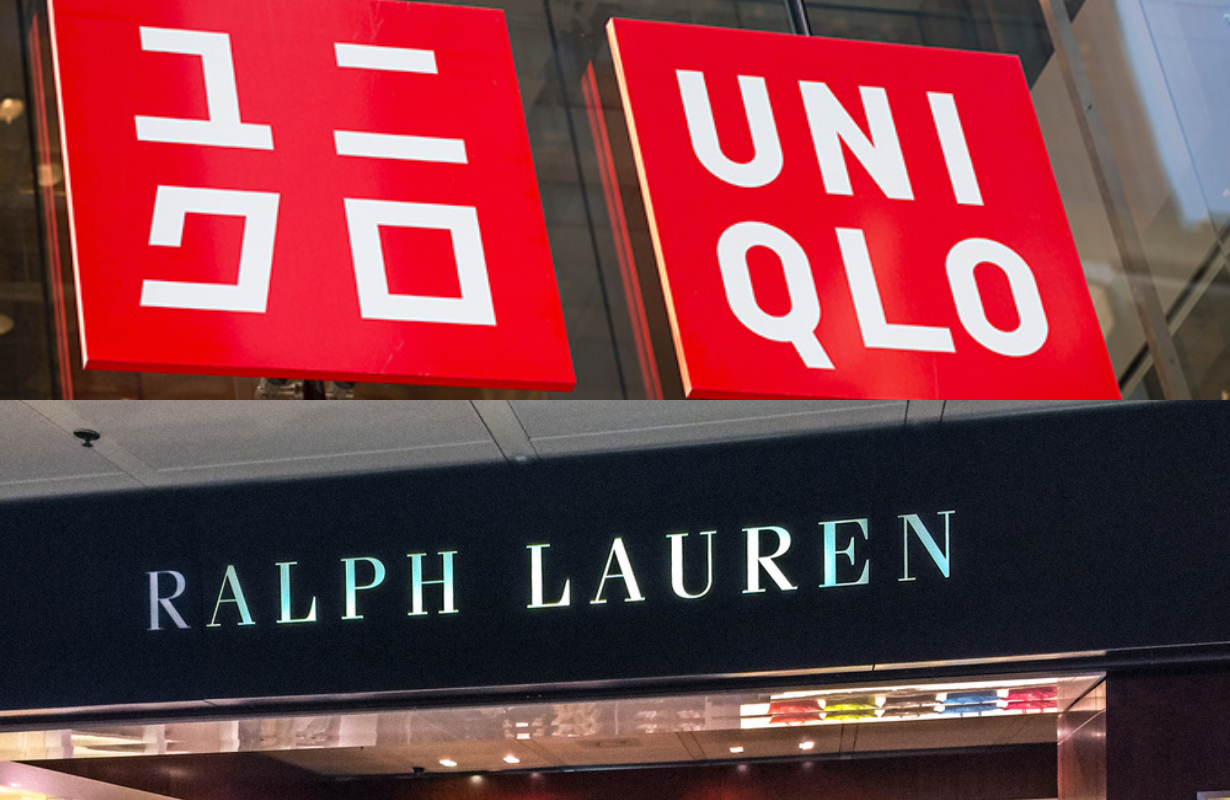 ユニ
クロ
UNI
QLO
RALPH LAUREN